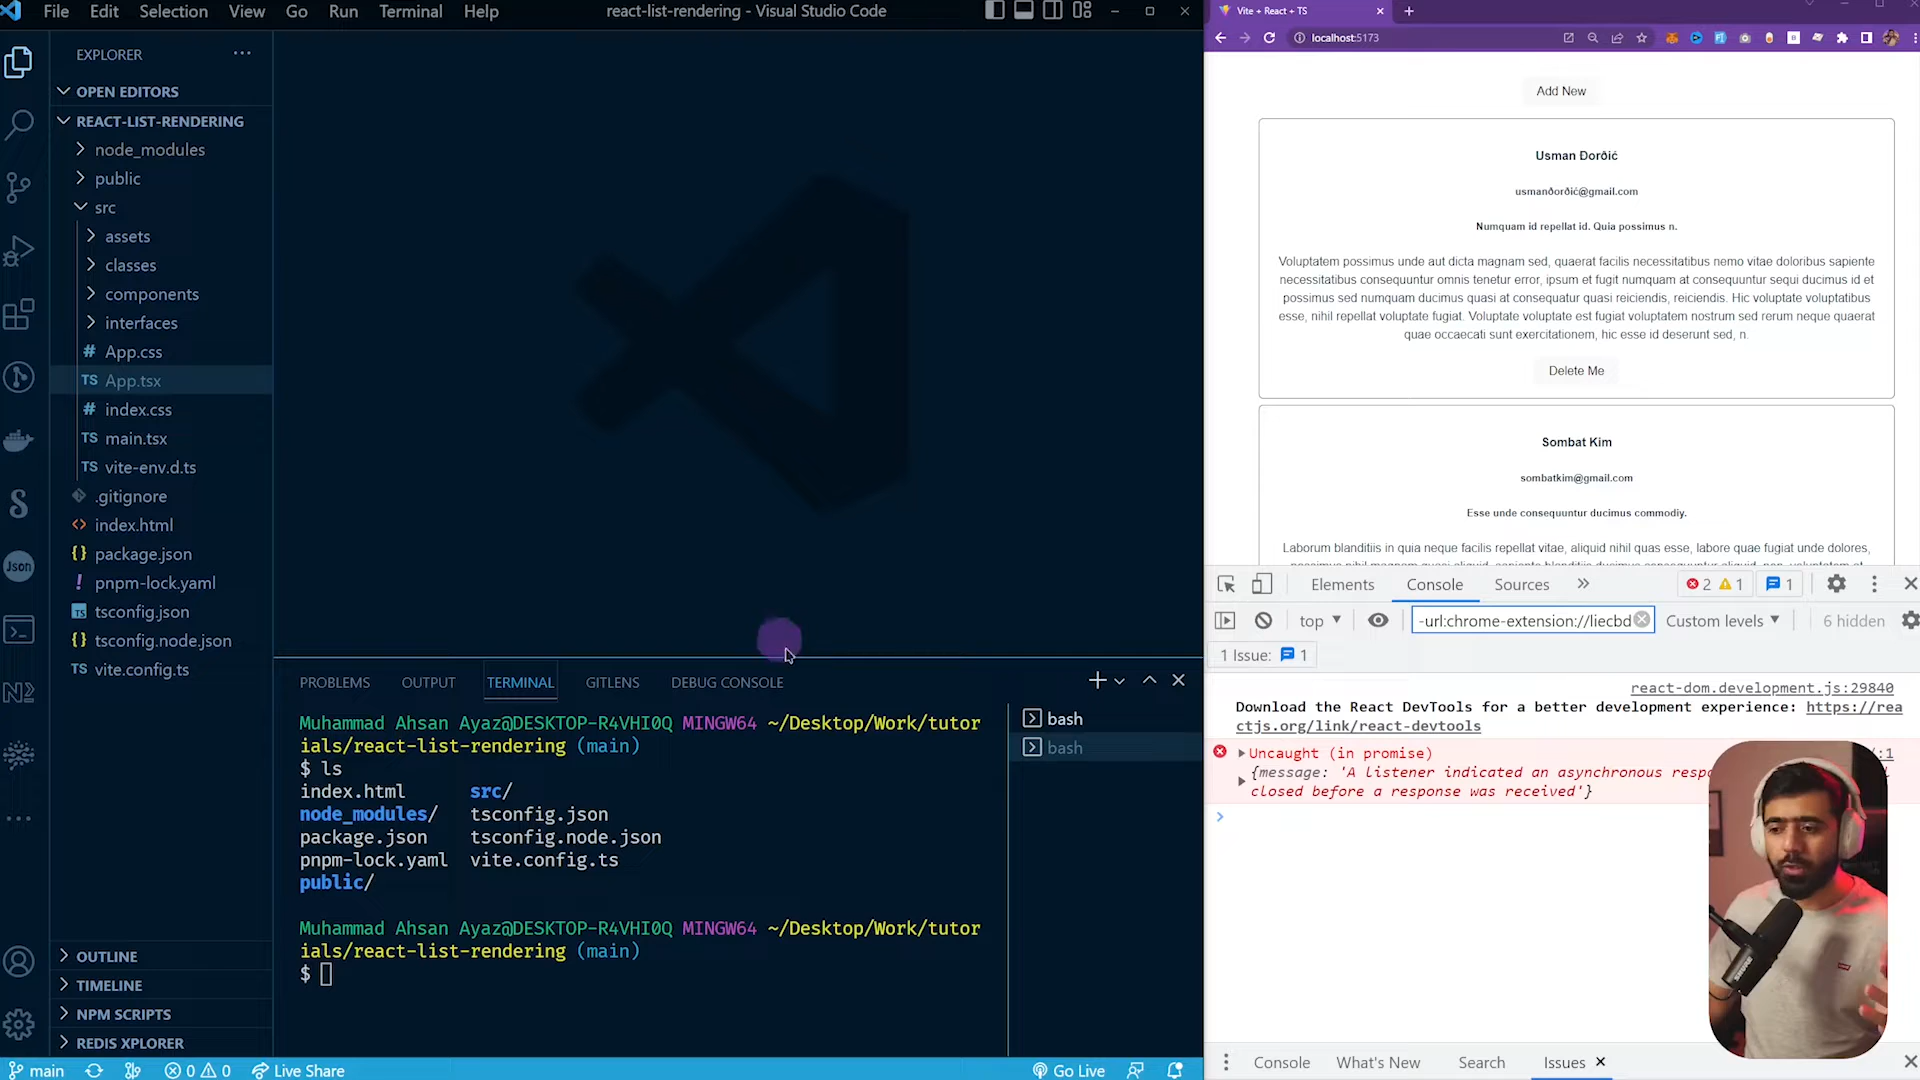 File Edit Selection View Go Run Terminal Help
react-list-rendering - Visual Studio Code
EXPLORER
OPEN EDITORS
REACT-LIST-RENDERING
node_modules
public
src
assets
classes
components
interfaces
# App.css
TS App.tsx
# index.css
TS main.tsx
TS vite-env.d.ts
.gitignore
<> index.html
{} package.json
! pnpm-lock.yaml
TS tsconfig.json
{} tsconfig.node.json
TS vite.config.ts
Json
OUTLINE
TIMELINE
NPM SCRIPTS
REDIS XPLORER
PROBLEMS OUTPUT TERMINAL GITLENS DEBUG CONSOLE
Muhammad Ahsan Ayaz@DESKTOP-R4VHI0Q MINGW64 ~/Desktop/Work/tutor
ials/react-list-rendering (main)
$ ls
index.html src/
node_modules/ tsconfig.json
package.json tsconfig.node.json
pnpm-lock.yaml vite.config.ts
public/
Muhammad Ahsan Ayaz@DESKTOP-R4VHI0Q MINGW64 ~/Desktop/Work/tutor
ials/react-list-rendering (main)
$
bash
bash
main 0 0 Live Share Go Live
Vite + React + TS
localhost:5173
Add New
Usman Dorðić
usmanðorðić@gmail.com
Numquam id repellat id. Quia possimus n.
Voluptatem possimus unde aut dicta magnam sed, quaerat facilis necessitatibus nemo vitae doloribus sapiente
necessitatibus consequuntur omnis tenetur error, ipsum et fugit numquam at consequuntur sequi ducimus id et
possimus sed numquam ducimus quasi at consequatur quasi reiciendis, reiciendis. Hic voluptate voluptatibus
esse, nihil repellat voluptate fugiat. Voluptate voluptate est fugiat voluptatem nostrum sed rerum neque quaerat
quae occaecati sunt exercitationem, hic esse id deserunt sed, n.
Delete Me
Sombat Kim
sombatkim@gmail.com
Esse unde consequuntur ducimus commodiy.
Laborum blanditiis in quia neque facilis repellat vitae, aliquid nihil quas esse, labore quae fugiat unde dolores,
Elements Console Sources 2 1 1
top -url:chrome-extension://liecbd Custom levels 6 hidden
1 Issue: 1
react-dom.development.js:29840
Download the React DevTools for a better development experience: https://rea
ctjs.org/link/react-devtools
Uncaught (in promise) /:1
{message: 'A listener indicated an asynchronous resp
closed before a response was received'}
Console What's New Search Issues